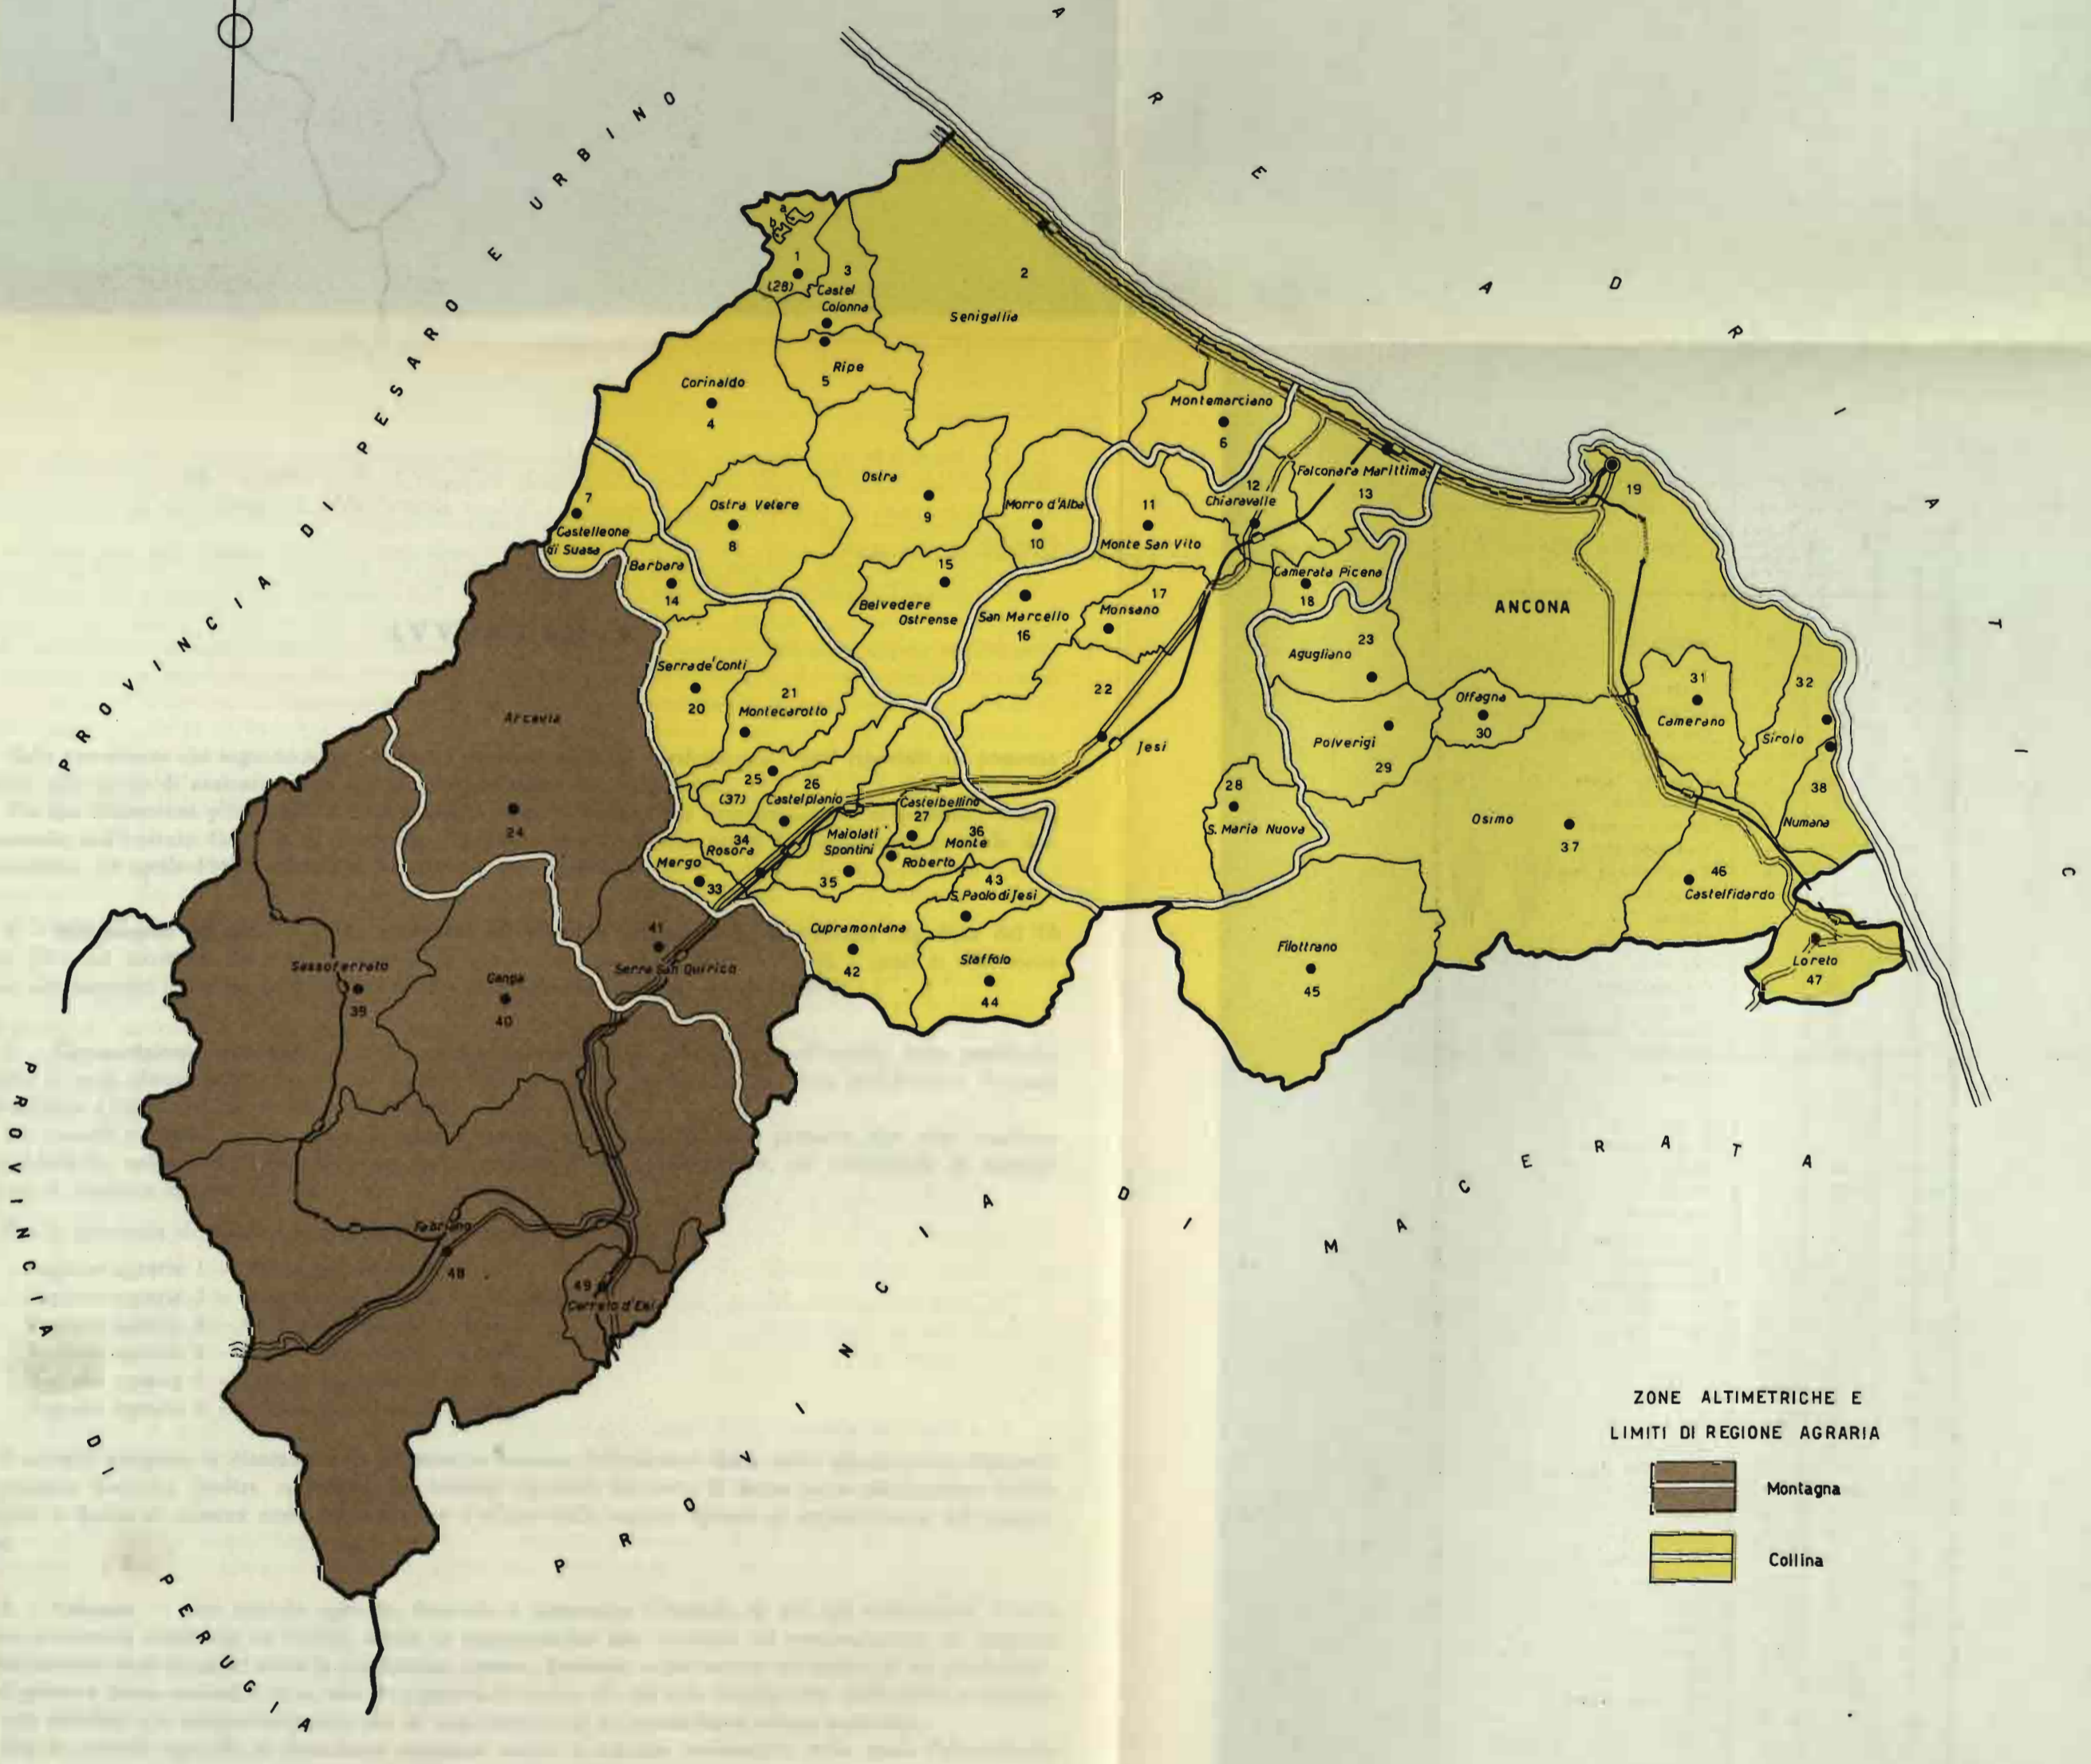 MARE ADRIATICO
PROVINCIA DI PESARO E URBINO
PROVINCIA DI PERUGIA
PROVINCIA DI MACERATA
a
1
(28)
3
Castel
Colonna
2
Senigallia
Ripe
5
Corinaldo
4
Montemarciano
6
7
Castelleone
di Suasa
Ostra Vetere
8
Ostra
9
Morro d'Alba
10
11
Monte San Vito
12
Chiaravalle
Falconara Marittima
13
19
ANCONA
Barbara
14
15
Belvedere
Ostrense
San Marcello
16
17
Monsano
Camerata Picena
18
Serra de' Conti
20
21
Montecarotto
22
Jesi
23
Agugliano
Offagna
30
Polverigi
29
31
Camerano
32
Sirolo
38
Numana
Arcevia
24
25
(37)
26
Castelplanio
Castelbellino
27
28
S. Maria Nuova
Osimo
37
34
Rosora
Mergo
33
Maiolati
Spontini
35
36
Monte
Roberto
43
S. Paolo di Jesi
46
Castelfidardo
41
Serra San Quirico
Cupramontana
42
Staffolo
44
Filottrano
45
Loreto
47
Sassoferrato
39
Genga
40
Fabriano
48
49
Cerreto d'Esi
ZONE ALTIMETRICHE E
LIMITI DI REGIONE AGRARIA
Montagna
Collina